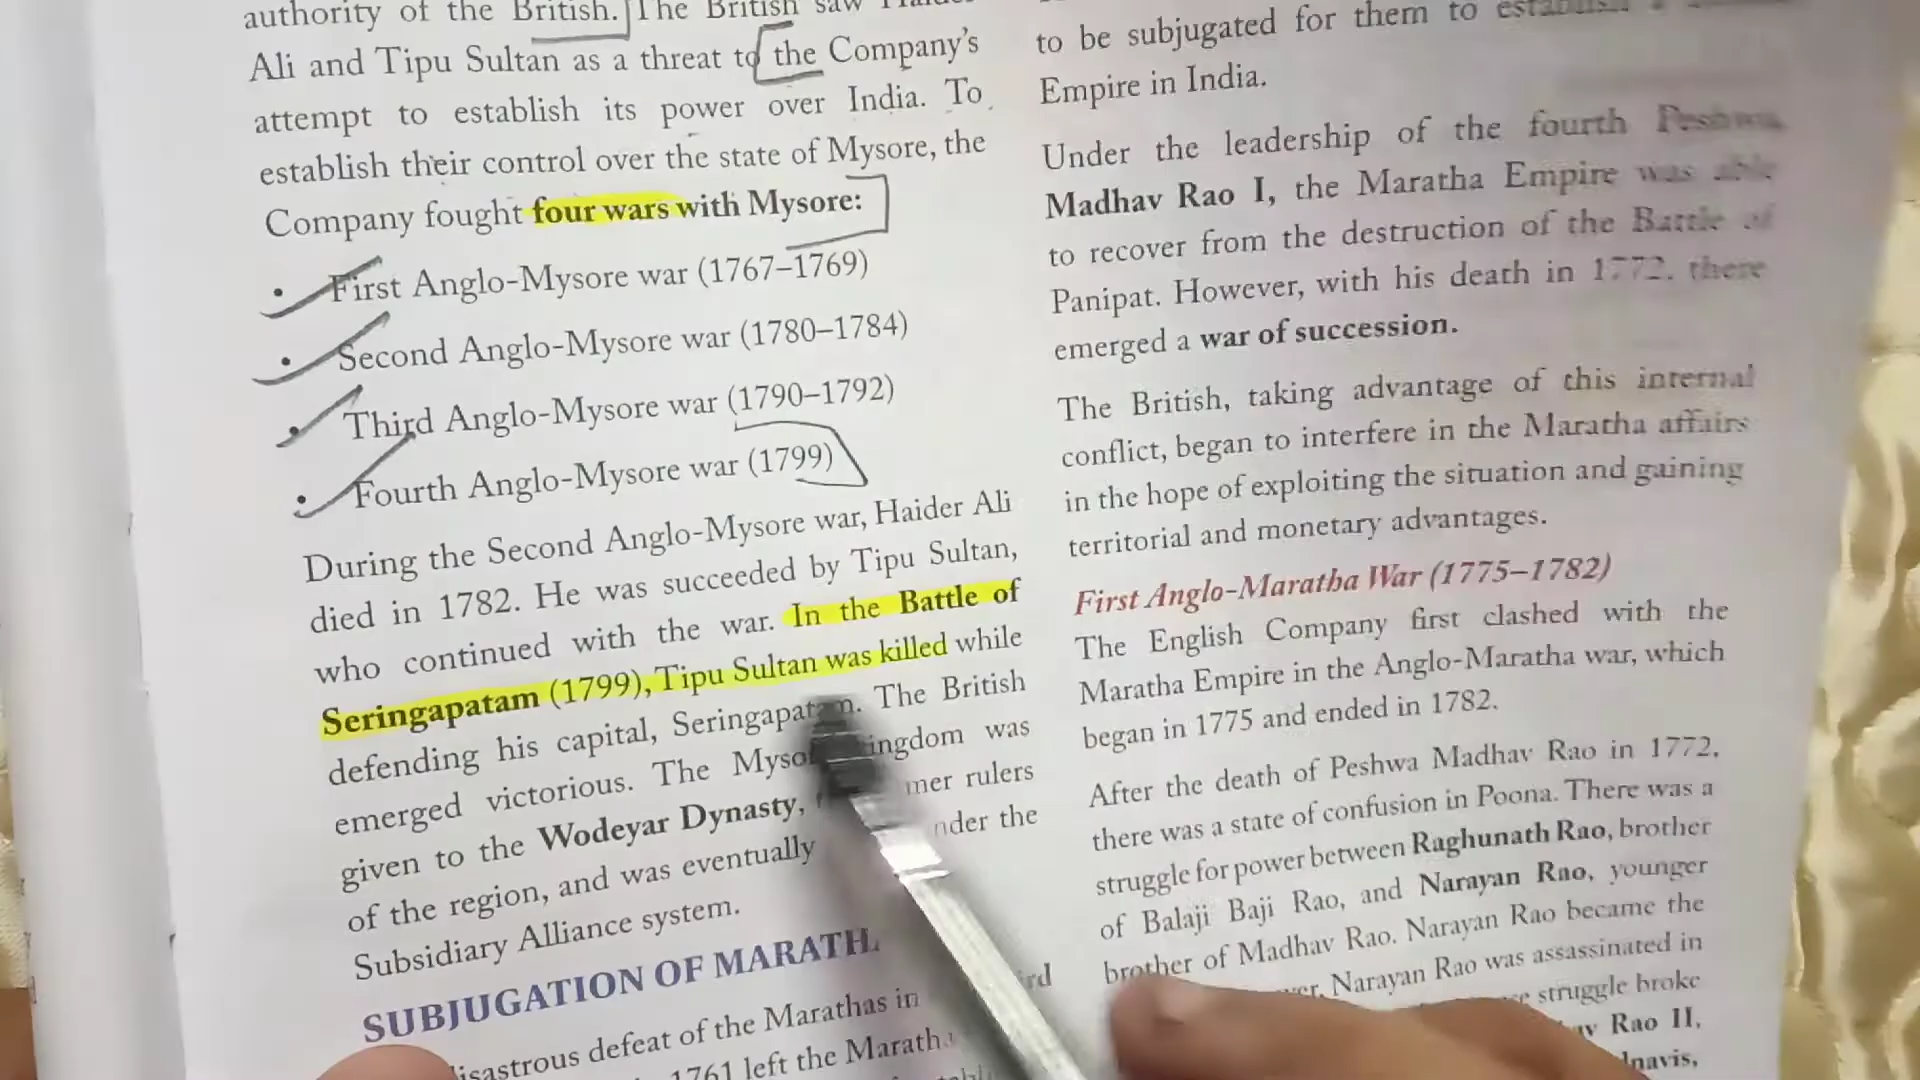 authority of the British. The British saw
Ali and Tipu Sultan as a threat to the Company's
attempt to establish its power over India. To
establish their control over the state of Mysore, the
Company fought four wars with Mysore:
• First Anglo-Mysore war (1767–1769)
• Second Anglo-Mysore war (1780–1784)
• Third Anglo-Mysore war (1790–1792)
• Fourth Anglo-Mysore war (1799)
During the Second Anglo-Mysore war, Haider Ali
died in 1782. He was succeeded by Tipu Sultan,
who continued with the war. In the Battle of
Seringapatam (1799), Tipu Sultan was killed while
defending his capital, Seringapatam. The British
emerged victorious. The Mysore kingdom was
given to the Wodeyar Dynasty, rulers
of the region, and was eventually the
Subsidiary Alliance system.
SUBJUGATION OF
defeat of the Marathas in
1761 left the
to be subjugated for them to establish
Empire in India.
Under the leadership of the fourth Peshwa,
Madhav Rao I, the Maratha Empire was able
to recover from the destruction of the Battle of
Panipat. However, with his death in 1772, there
emerged a war of succession.
The British, taking advantage of this internal
conflict, began to interfere in the Maratha affairs
in the hope of exploiting the situation and gaining
territorial and monetary advantages.
First Anglo-Maratha War (1775–1782)
The English Company first clashed with the
Maratha Empire in the Anglo-Maratha war, which
began in 1775 and ended in 1782.
After the death of Peshwa Madhav Rao in 1772,
there was a state of confusion in Poona. There was a
struggle for power between Raghunath Rao, brother
of Balaji Baji Rao, and Narayan Rao, younger
brother of Madhav Rao. Narayan Rao became the
Narayan Rao was assassinated in
struggle broke
Rao II,